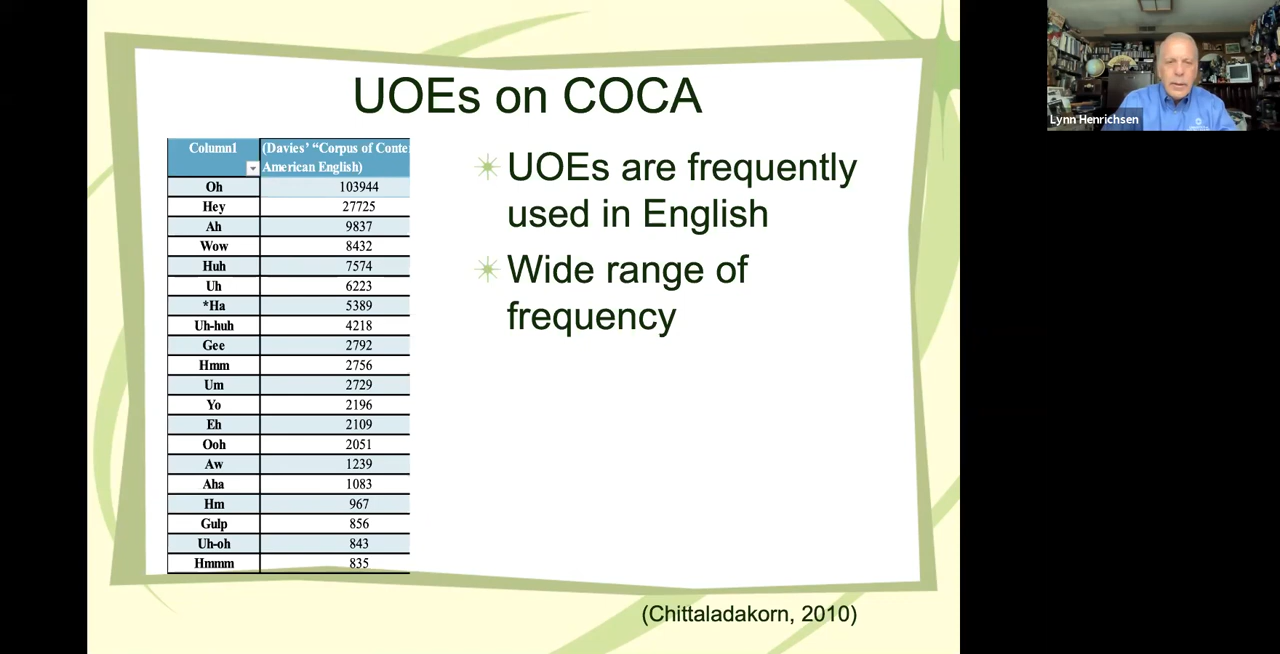 UOEs on COCA
Column1 (Davies' “Corpus of Conte
American English)
Oh 103944
Hey 27725
Ah 9837
Wow 8432
Huh 7574
Uh 6223
*Ha 5389
Uh-huh 4218
Gee 2792
Hmm 2756
Um 2729
Yo 2196
Eh 2109
Ooh 2051
Aw 1239
Aha 1083
Hm 967
Gulp 856
Uh-oh 843
Hmmm 835
UOEs are frequently
used in English
Wide range of
frequency
(Chittaladakorn, 2010)
Lynn Henrichsen